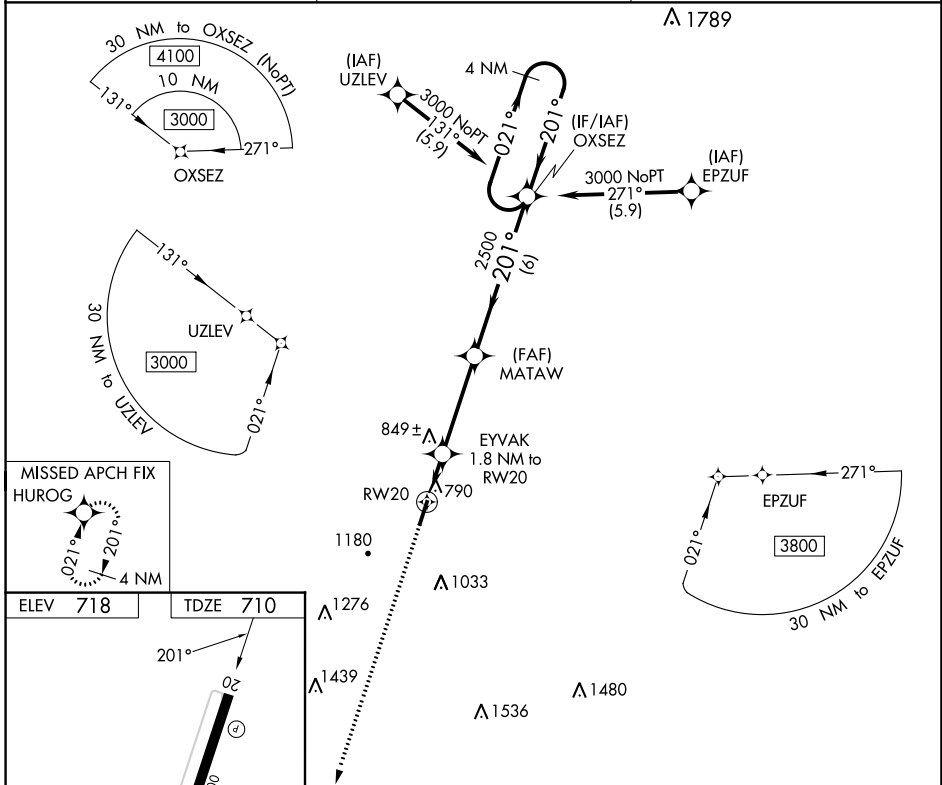 1789
30 NM to OXSEZ (NoPT)
4100
10 NM
3000
131°
271°
OXSEZ
(IAF)
UZLEV
3000 NoPT
131°
(5.9)
4 NM
021°
201°
(IF/IAF)
OXSEZ
(IAF)
EPZUF
3000 NoPT
271°
(5.9)
2500
201°
(6)
131°
UZLEV
30 NM to UZLEV
3000
021°
(FAF)
MATAW
849±
EYVAK
1.8 NM to
RW20
RW20
790
1180
1033
1276
1439
1480
1536
271°
EPZUF
021°
3800
30 NM to EPZUF
MISSED APCH FIX
HUROG
021°
201°
4 NM
ELEV 718
TDZE 710
201°
20
P